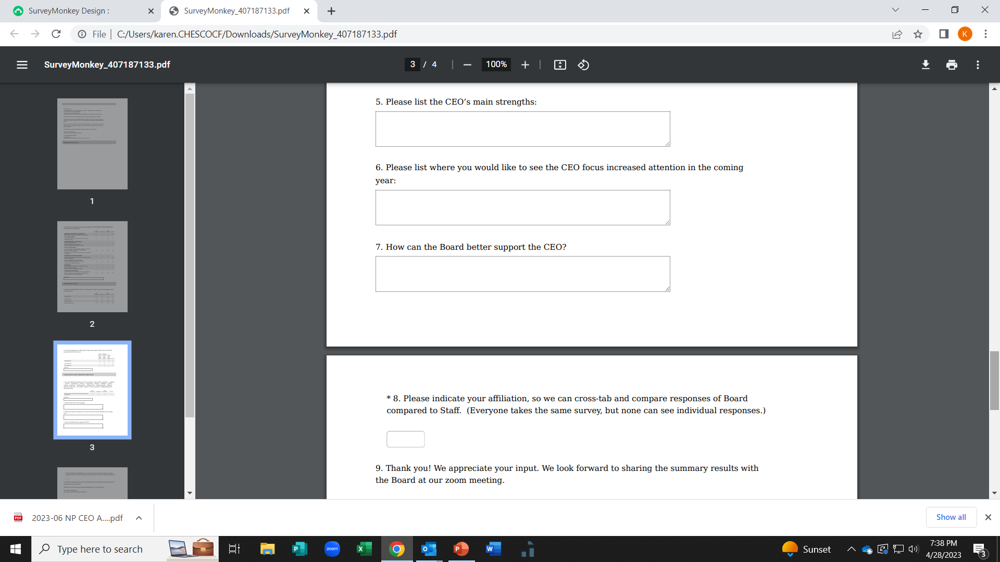 SurveyMonkey Design :
SurveyMonkey_407187133.pdf
File
C:/Users/karen.CHESCOCF/Downloads/SurveyMonkey_407187133.pdf
K
SurveyMonkey_407187133.pdf
3 / 4
100%
1
2
3
5. Please list the CEO’s main strengths:
6. Please list where you would like to see the CEO focus increased attention in the coming
year:
7. How can the Board better support the CEO?
* 8. Please indicate your affiliation, so we can cross-tab and compare responses of Board
compared to Staff.  (Everyone takes the same survey, but none can see individual responses.)
9. Thank you! We appreciate your input. We look forward to sharing the summary results with
the Board at our zoom meeting.
PDF
2023-06 NP CEO A....pdf
Show all
Type here to search
zoom
Sunset
7:38 PM
4/28/2023
3